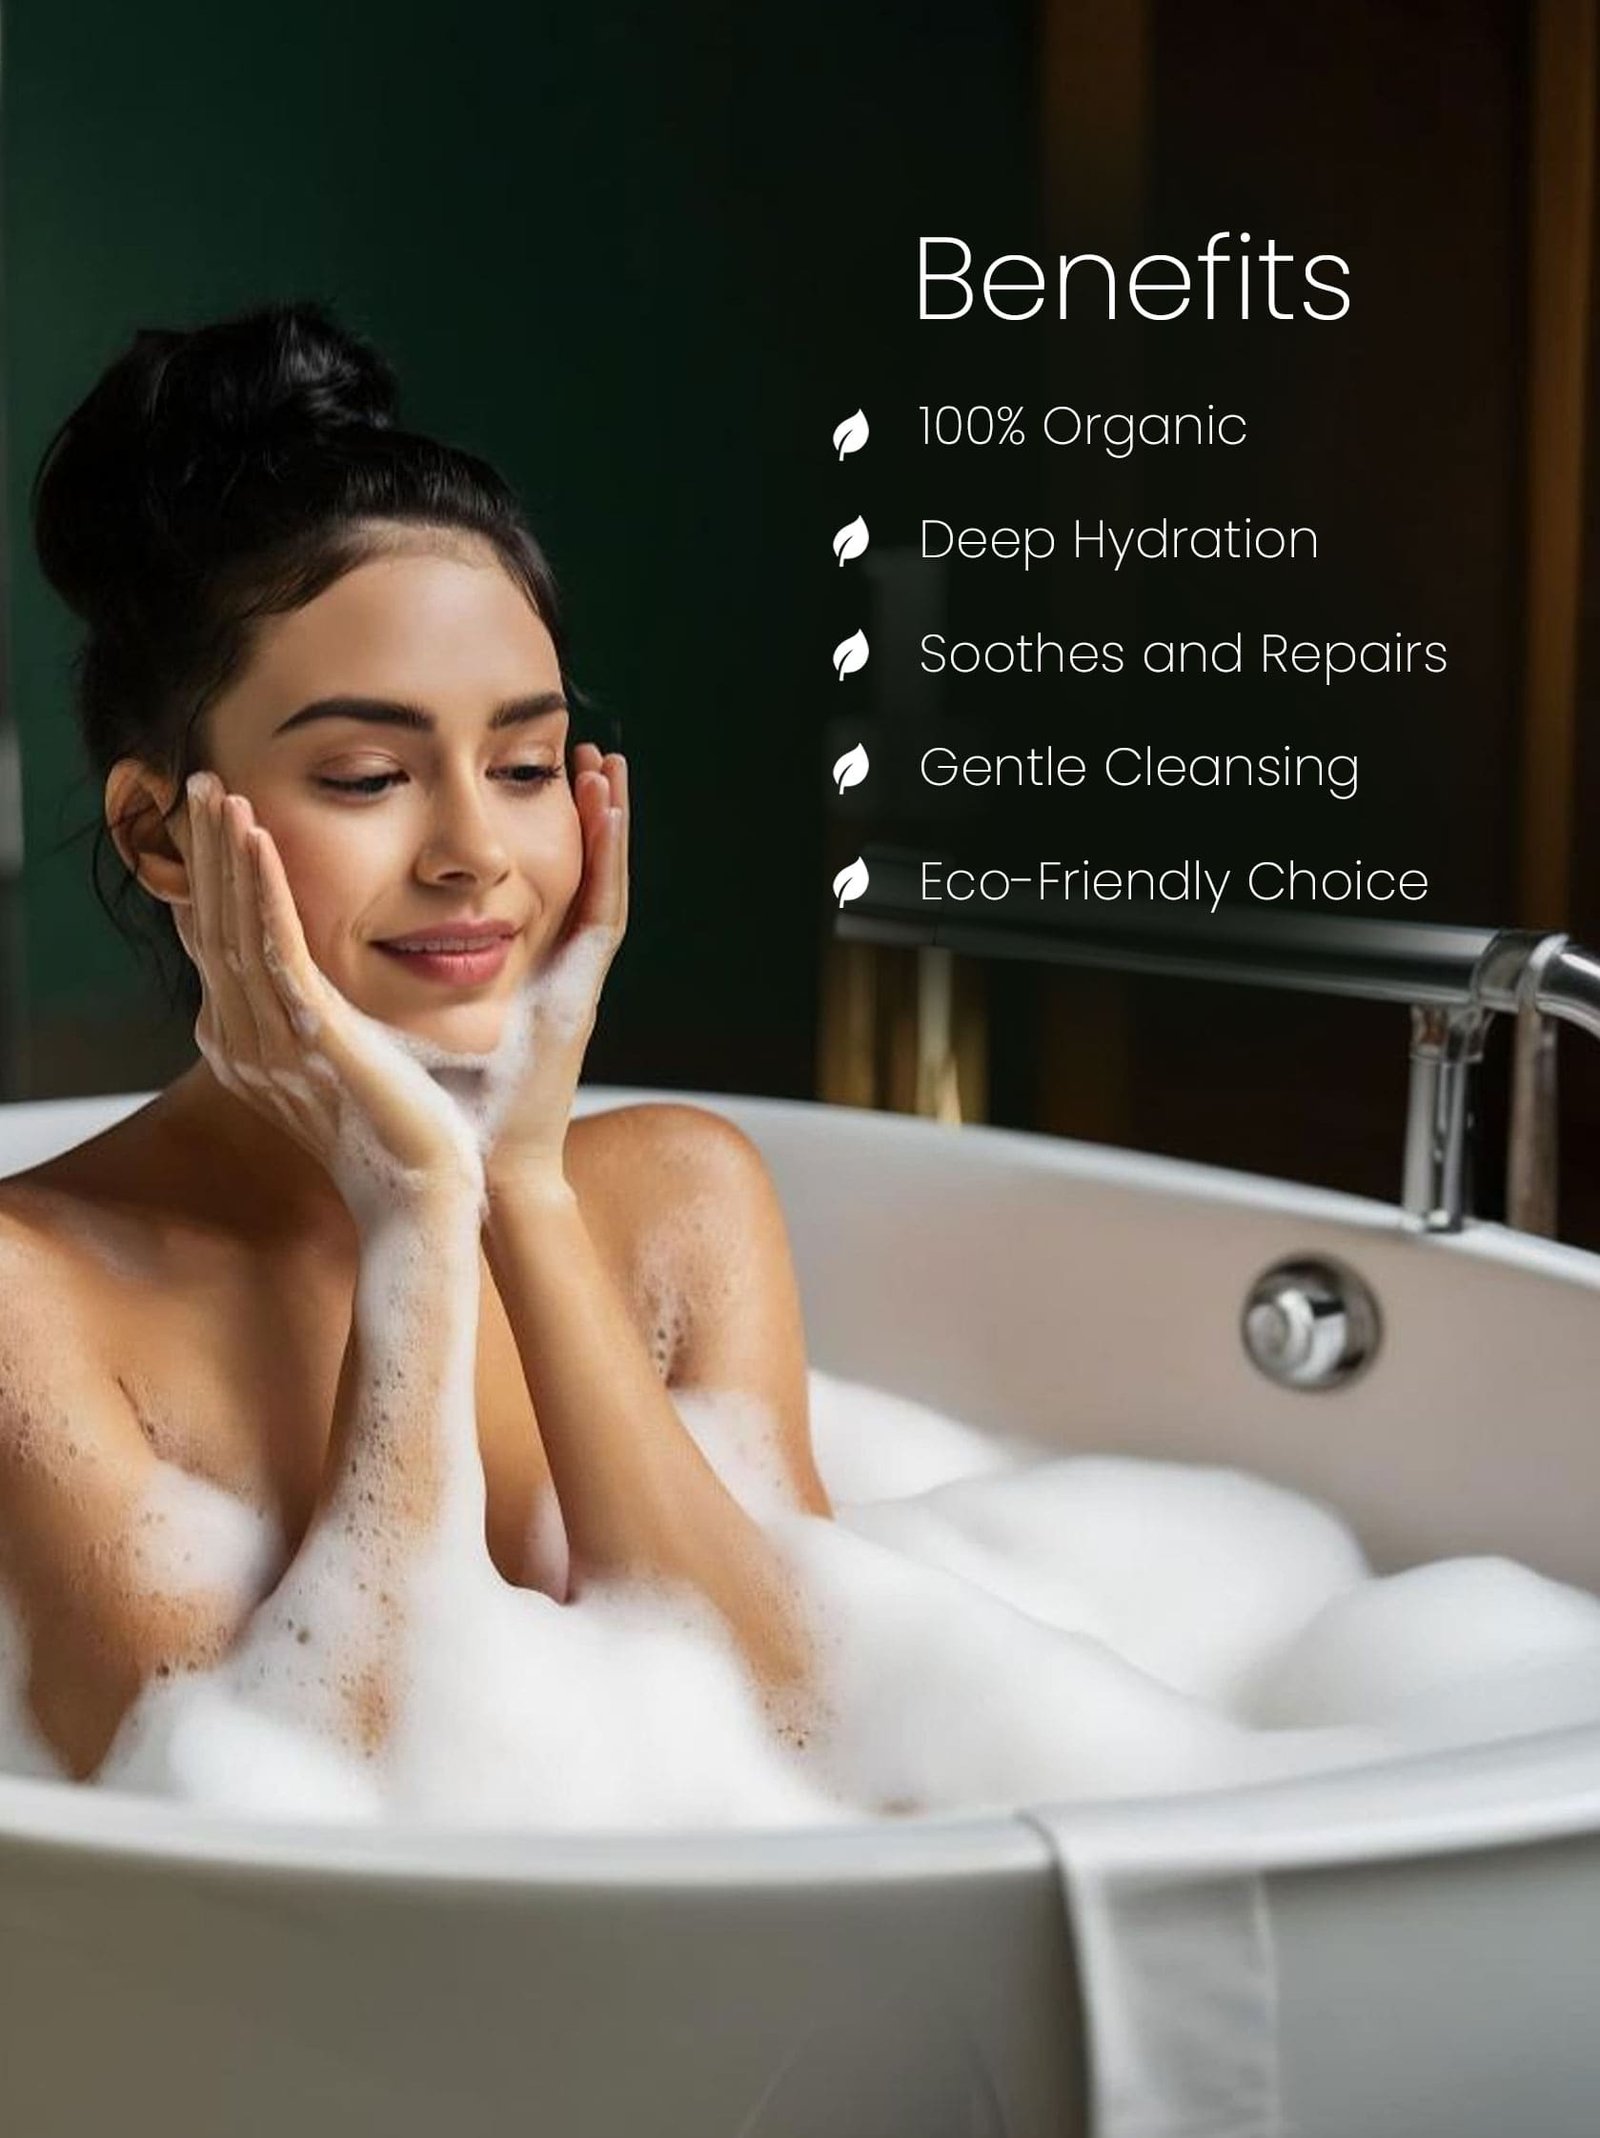 Benefits
100% Organic
Deep Hydration
Soothes and Repairs
Gentle Cleansing
Eco-Friendly Choice